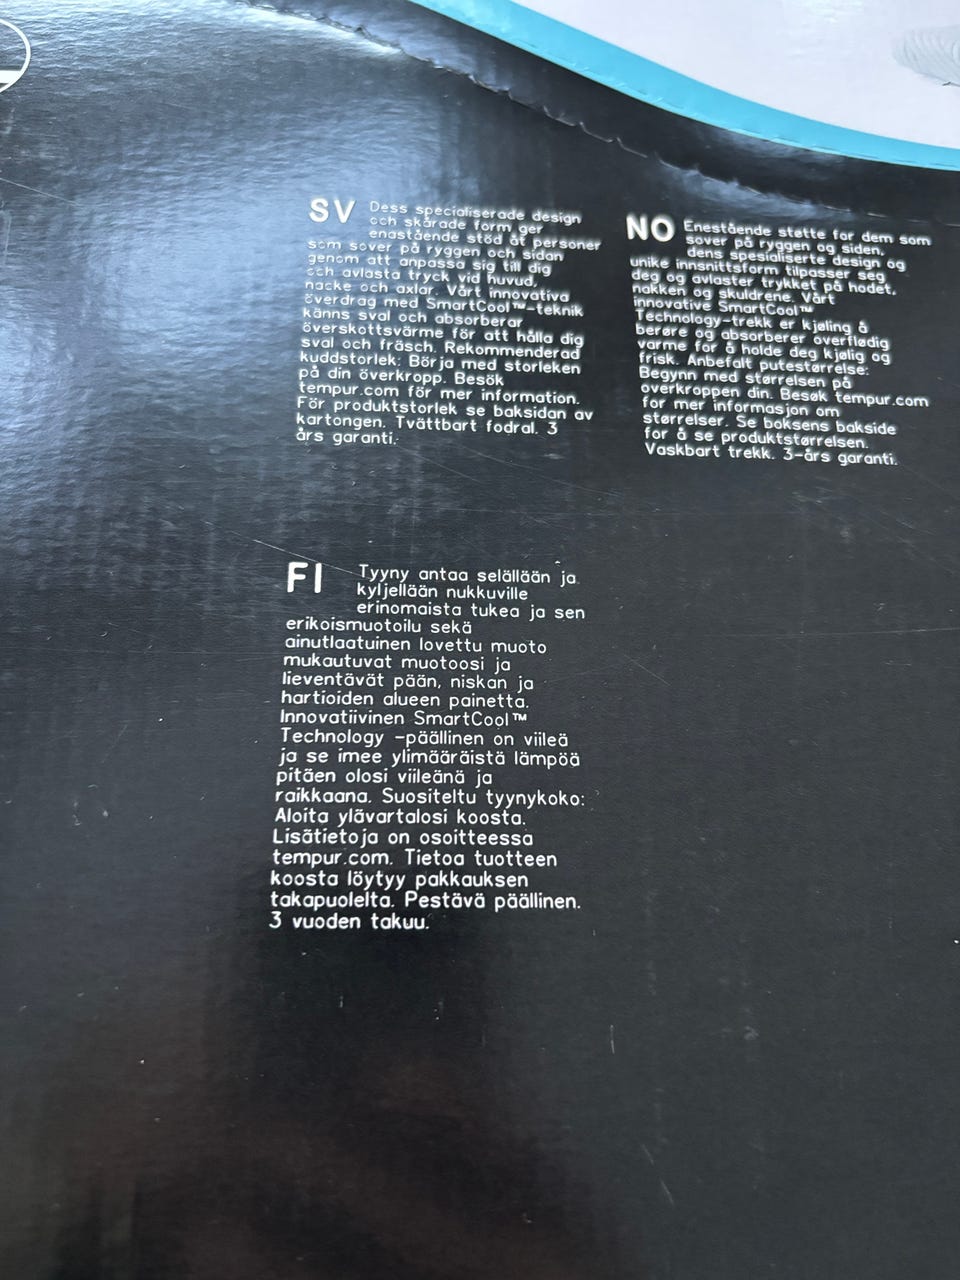 SV Dess specialiserade design
och skårade form ger
enastående stöd åt personer
som sover på ryggen och sidan
genom att anpassa sig till dig
och avlasta tryck vid huvud,
nacke och axlar. Vårt innovativa
överdrag med SmartCool™-teknik
känns sval och absorberar
överskottsvärme för att hålla dig
sval och fräsch. Rekommenderad
kuddstorlek: Börja med storleken
på din överkropp. Besök
tempur.com för mer information.
För produktstorlek se baksidan av
kartongen. Tvättbart fodral. 3
års garanti.
NO Enestående støtte for dem som
sover på ryggen og siden,
dens spesialiserte design og
unike innsnittsform tilpasser seg
deg og avlaster trykket på hodet,
nakken og skuldrene. Vårt
innovative SmartCool™
Technology-trekk er kjøling å
berøre og absorberer overflødig
varme for å holde deg kjølig og
frisk. Anbefalt putestørrelse:
Begynn med størrelsen på
overkroppen din. Besøk tempur.com
for mer informasjon om
størrelser. Se boksens bakside
for å se produktstørrelsen.
Vaskbart trekk. 3-års garanti.
FI Tyyny antaa selällään ja
kyljellään nukkuville
erinomaista tukea ja sen
erikoismuotoilu sekä
ainutlaatuinen lovettu muoto
mukautuvat muotoosi ja
lieventävät pään, niskan ja
hartioiden alueen painetta.
Innovatiivinen SmartCool™
Technology -päällinen on viileä
ja se imee ylimääräistä lämpöä
pitäen olosi viileänä ja
raikkaana. Suositeltu tyynykoko:
Aloita ylävartalosi koosta.
Lisätietoja on osoitteessa
tempur.com. Tietoa tuotteen
koosta löytyy pakkauksen
takapuolelta. Pestävä päällinen.
3 vuoden takuu.